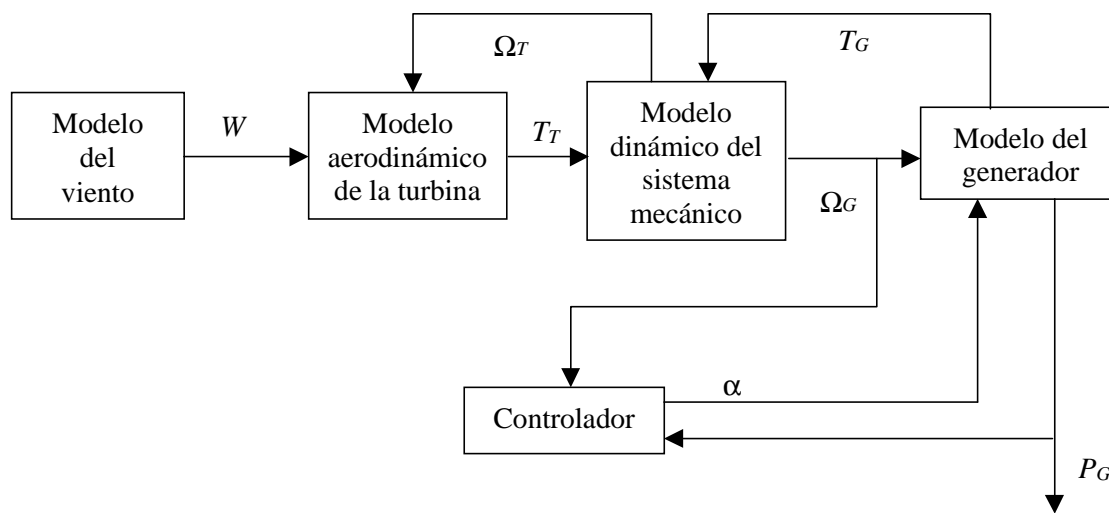 Ω_T
T_G
Modelo
del
viento
W
Modelo
aerodinámico
de la turbina
T_T
Modelo
dinámico del
sistema
mecánico
Ω_G
Modelo del
generador
Controlador
α
P_G